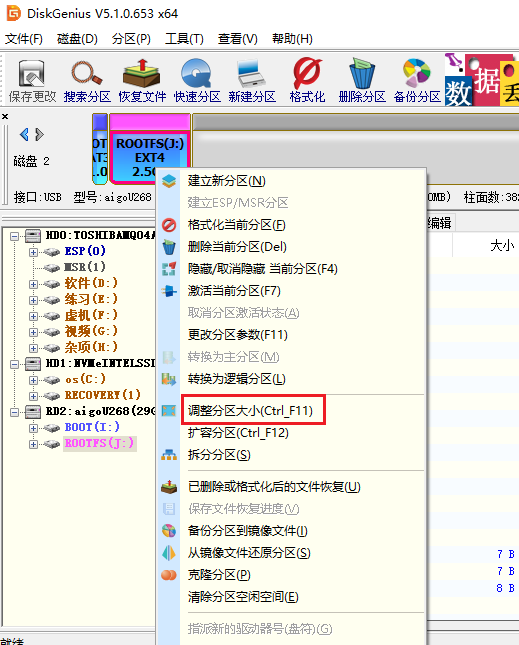 DiskGenius V5.1.0.653 x64
文件(F) 磁盘(D) 分区(P) 工具(T) 查看(V) 帮助(H)
保存更改 搜索分区 恢复文件 快速分区 新建分区 格式化 删除分区 备份分区
数 据 丢
磁盘 2
ROOTFS(J:)
EXT4
2.5G
接口:USB 型号:aigoU268
0MB) 柱面数:382
编辑
大小
HD0:TOSHIBAMQ04A
ESP(0)
MSR(1)
软件(D:)
练习(E:)
虚机(F:)
视频(G:)
杂项(H:)
HD1:NVMeINTELSSI
os(C:)
RECOVERY(1)
RD2:aigoU268(29G
BOOT(I:)
ROOTFS(J:)
建立新分区(N)
建立ESP/MSR分区
格式化当前分区(F)
删除当前分区(Del)
隐藏/取消隐藏 当前分区(F4)
激活当前分区(F7)
取消分区激活状态(A)
更改分区参数(F11)
转换为主分区(M)
转换为逻辑分区(L)
调整分区大小(Ctrl_F11)
扩容分区(Ctrl_F12)
拆分分区(S)
已删除或格式化后的文件恢复(U)
保存文件恢复进度(V)
备份分区到镜像文件(I)
从镜像文件还原分区(S)
克隆分区(P)
清除分区空闲空间(E)
指派新的驱动器号(盘符)(G)
7 B
7 B
8 B
就绪